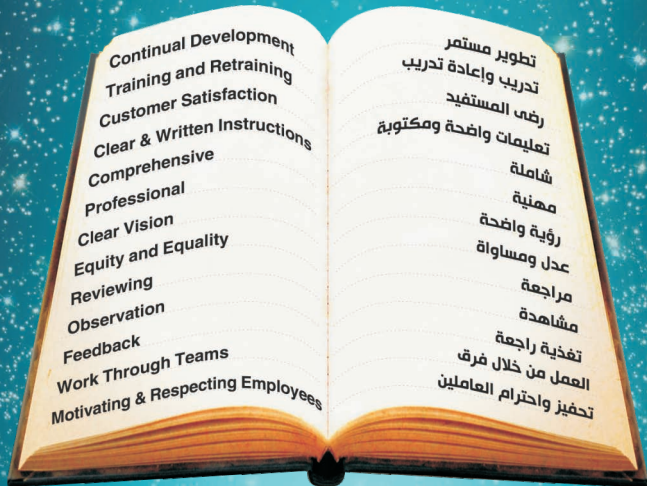 Continual Development
Training and Retraining
Customer Satisfaction
Clear & Written Instructions
Comprehensive
Professional
Clear Vision
Equity and Equality
Reviewing
Observation
Feedback
Work Through Teams
Motivating & Respecting Employees
تطوير مستمر
تدريب وإعادة تدريب
رضى المستفيد
تعليمات واضحة ومكتوبة
شاملة
مهنية
رؤية واضحة
عدل ومساواة
مراجعة
مشاهدة
تغذية راجعة
العمل من خلال فرق
تحفيز واحترام العاملين